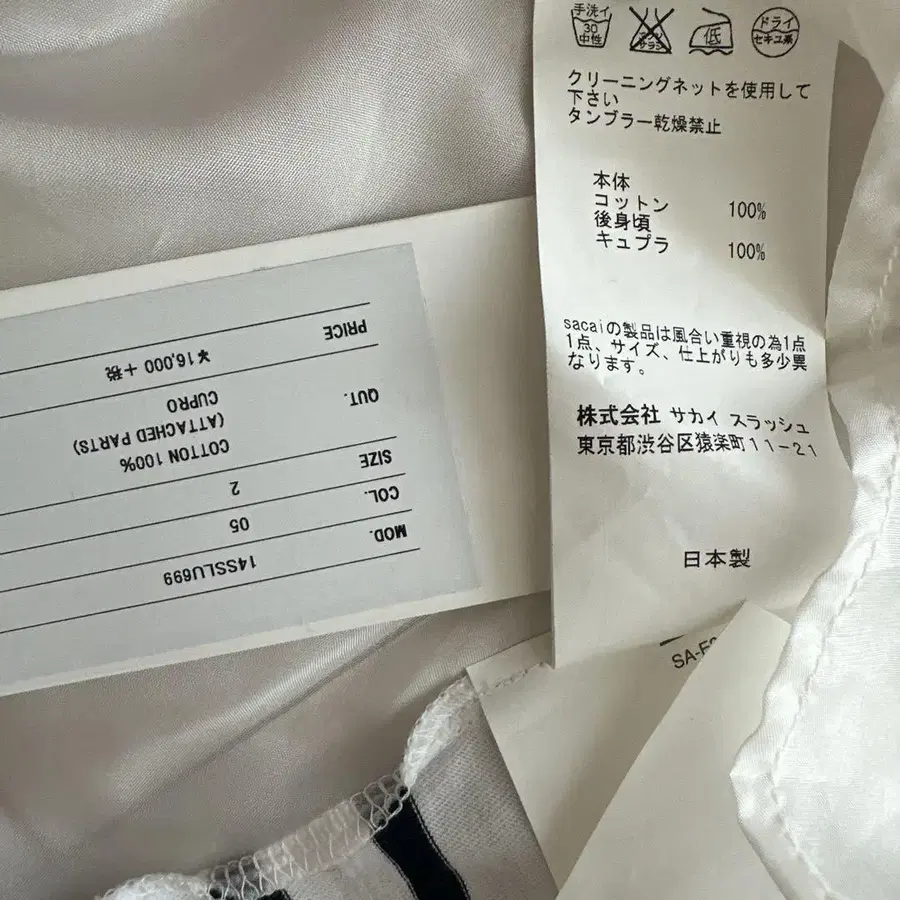 手洗イ
30
中性
エンソ
サラシ
低
ドライ
セキユ系
クリーニングネットを使用して
下さい
タンブラー乾燥禁止
本体
コットン 100%
後身頃
キュプラ 100%
sacaiの製品は風合い重視の為1点
1点、サイズ、仕上がりも多少異
なります。
株式会社 サカイ スラッシュ
東京都渋谷区猿楽町11-21
日本製
MOD. 14SSLU699
COL. 05
SIZE 2
QUT. COTTON 100%
(ATTACHED PARTS)
CUPRO
PRICE ¥16,000+税